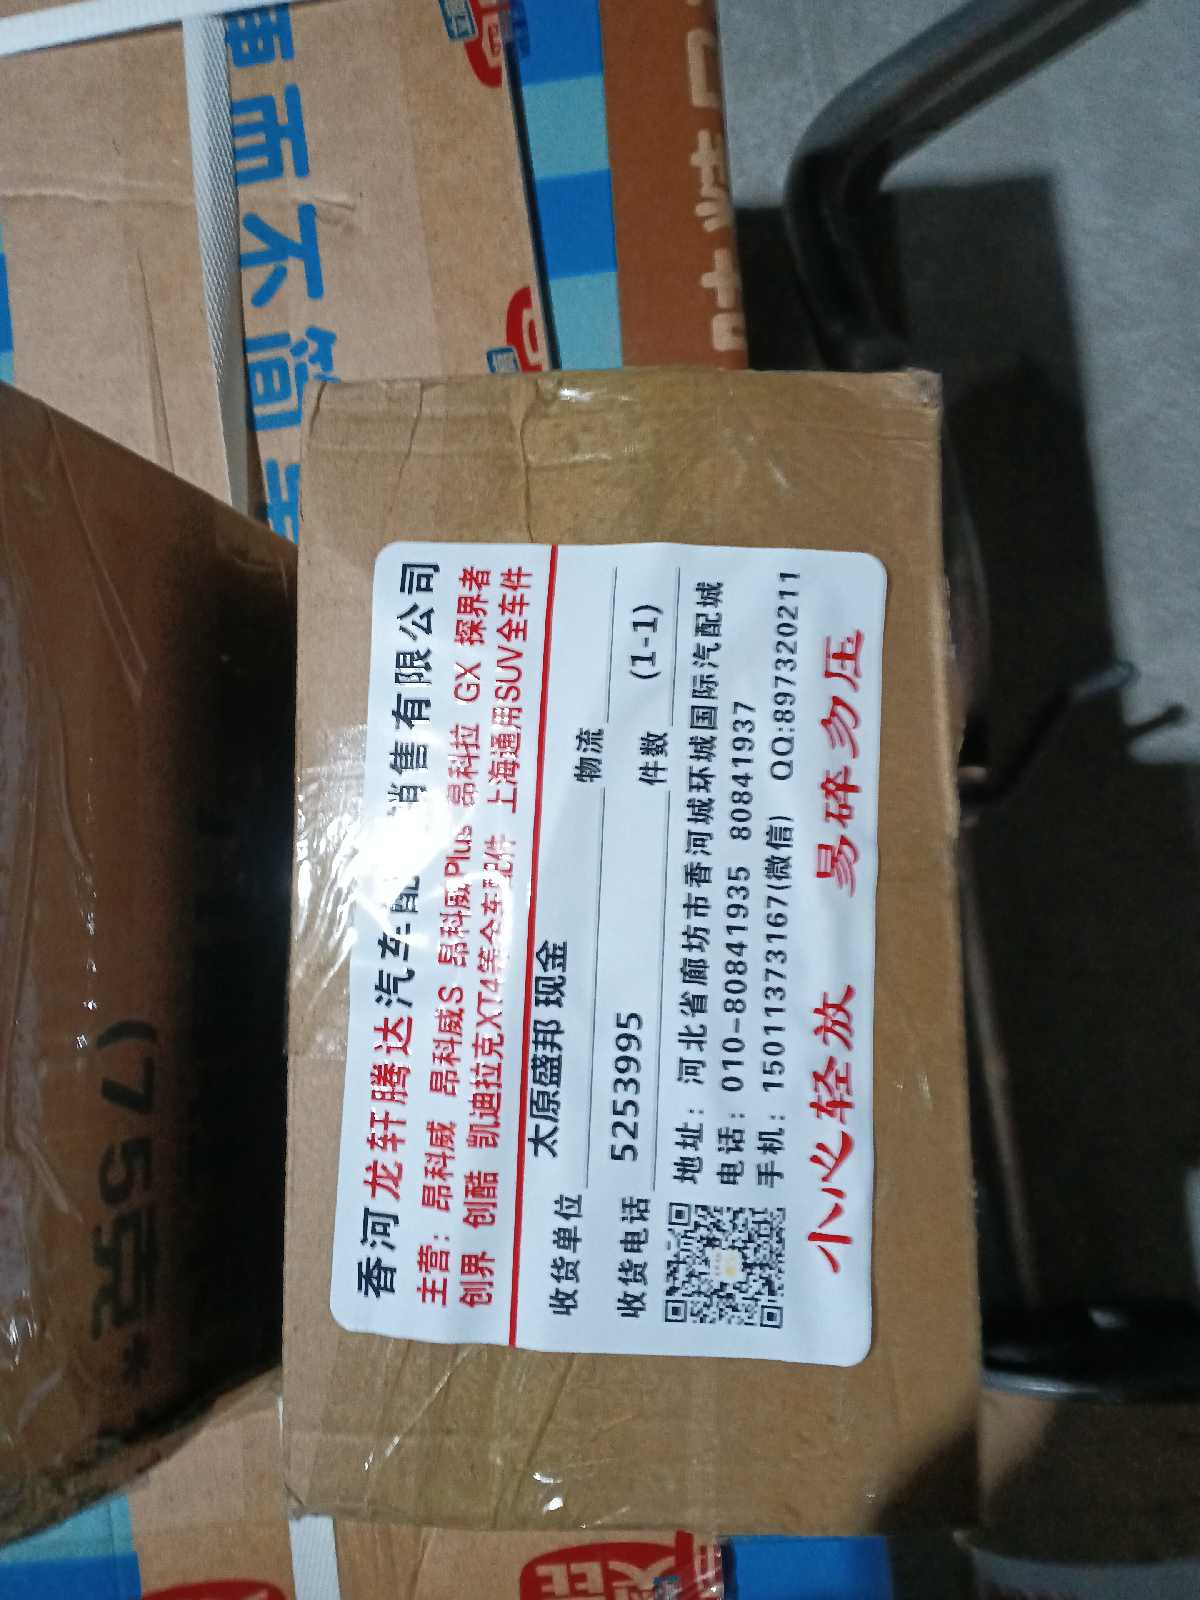 香河龙轩腾达汽车配 销售有限公司
主营：昂科威 昂科威S 昂科威Plus 昂科拉 GX 探界者
创界 创酷 凯迪拉克XT4等全车配件 上海通用SUV全车件
收货单位 太原盛邦 现金 物流
收货电话 5253995 件数 (1-1)
地址：河北省廊坊市香河城环城国际汽配城
电话：010-80841935 80841937
手机：15011373167(微信) QQ:897320211
小心轻放 易碎勿压
而不简
(75克*